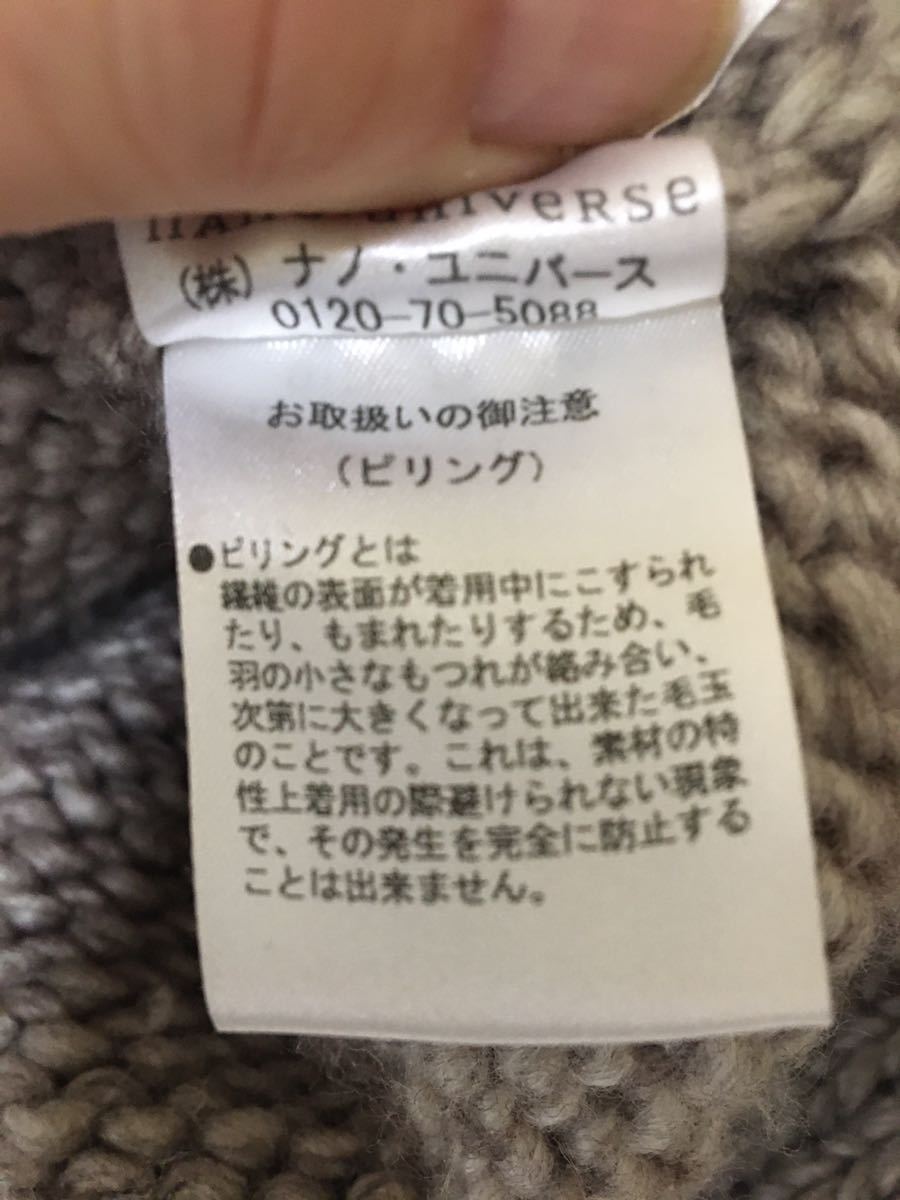 nano universe
(株) ナノ・ユニバース
0120-70-5088
お取扱いの御注意
(ピリング)
●ピリングとは
繊維の表面が着用中にこすられ
たり、もまれたりするため、毛
羽の小さなもつれが絡み合い、
次第に大きくなって出来た毛玉
のことです。これは、素材の特
性上着用の際避けられない現象
で、その発生を完全に防止する
ことは出来ません。